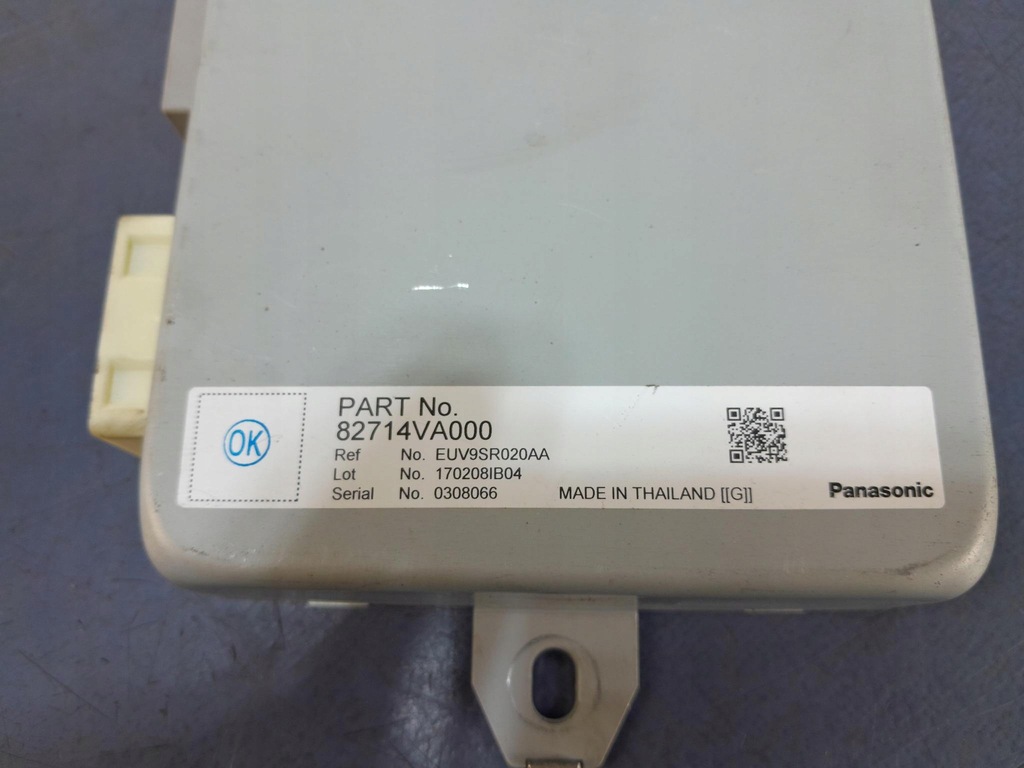 OK
PART No.
82714VA000
Ref No. EUV9SR020AA
Lot No. 170208IB04
Serial No. 0308066
MADE IN THAILAND [[G]]
Panasonic